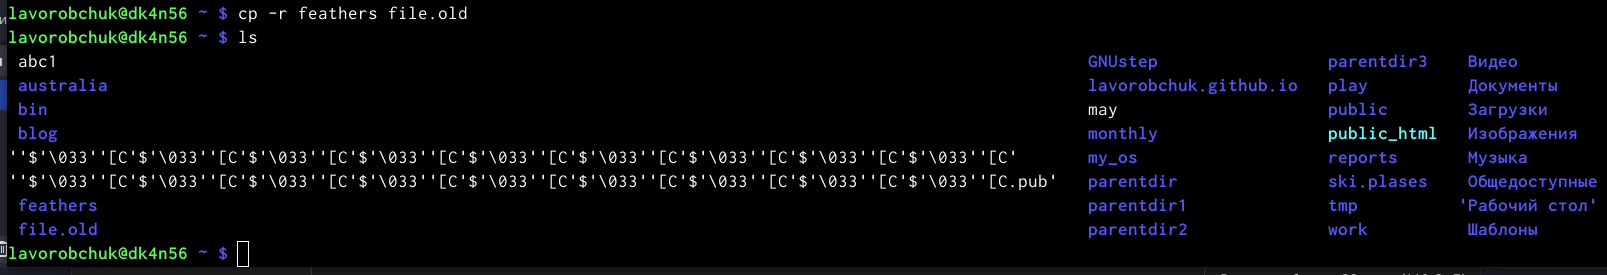 lavorobchuk@dk4n56 ~ $ cp -r feathers file.old
lavorobchuk@dk4n56 ~ $ ls
abc1 GNUstep parentdir3 Видео
australia lavorobchuk.github.io play Документы
bin may public Загрузки
blog monthly public_html Изображения
''$'\033''[C'$'\033''[C'$'\033''[C'$'\033''[C'$'\033''[C'$'\033''[C'$'\033''[C'$'\033''[C'$'\033''[C' my_os reports Музыка
''$'\033''[C'$'\033''[C'$'\033''[C'$'\033''[C'$'\033''[C'$'\033''[C'$'\033''[C'$'\033''[C'$'\033''[C.pub' parentdir ski.plases Общедоступные
feathers parentdir1 tmp 'Рабочий стол'
file.old parentdir2 work Шаблоны
lavorobchuk@dk4n56 ~ $